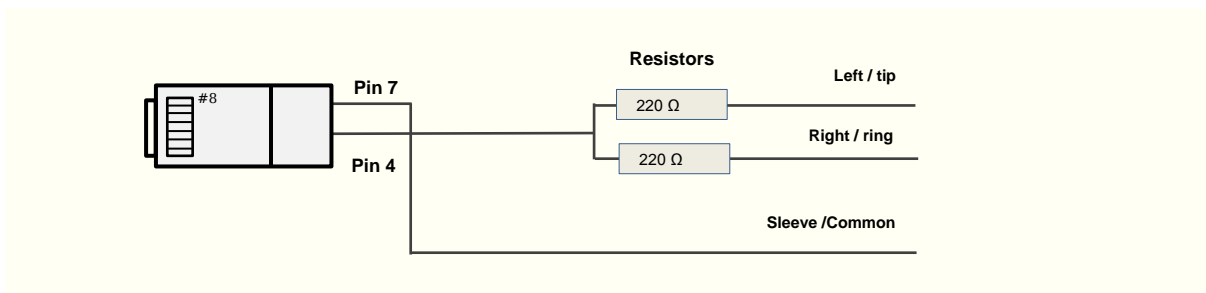 Resistors
Left / tip
#8
Pin 7
220 Ω
Right / ring
Pin 4
220 Ω
Sleeve /Common